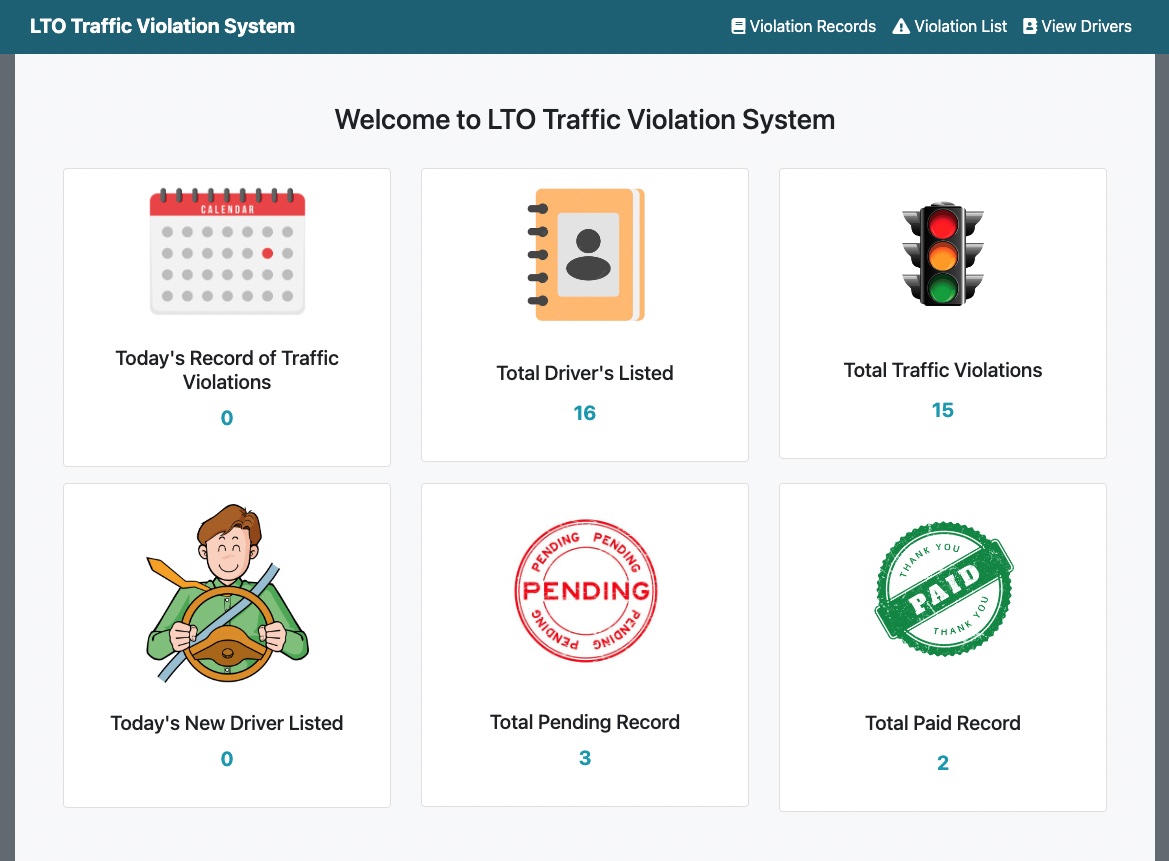 LTO Traffic Violation System
Violation Records
Violation List
View Drivers
Welcome to LTO Traffic Violation System
CALENDAR
Today's Record of Traffic
Violations
0
Total Driver's Listed
16
Total Traffic Violations
15
Today's New Driver Listed
0
PENDING PENDING
PENDING
PENDING PENDING
Total Pending Record
3
THANK YOU
PAID
THANK YOU
Total Paid Record
2